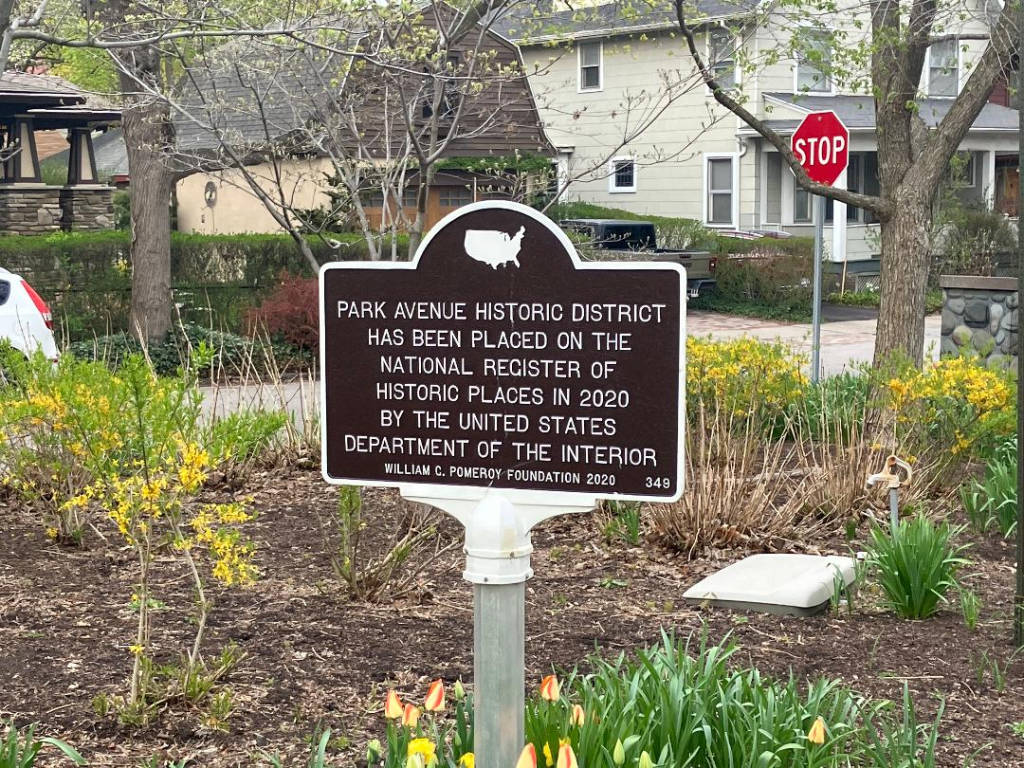 STOP
PARK AVENUE HISTORIC DISTRICT
HAS BEEN PLACED ON THE
NATIONAL REGISTER OF
HISTORIC PLACES IN 2020
BY THE UNITED STATES
DEPARTMENT OF THE INTERIOR
WILLIAM C. POMEROY FOUNDATION 2020 349